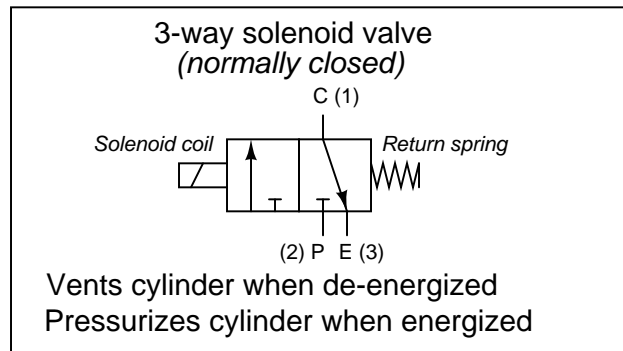 3-way solenoid valve
(normally closed)
C (1)
Solenoid coil
Return spring
(2) P E (3)
Vents cylinder when de-energized
Pressurizes cylinder when energized